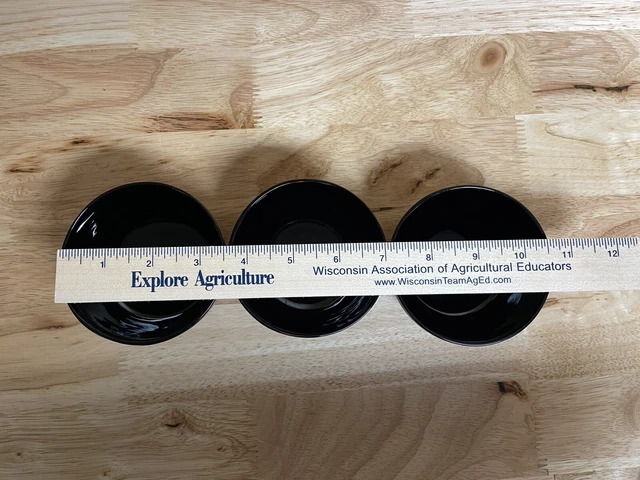 1 2 3 4 5 6 7 8 9 10 11 12
Explore Agriculture
Wisconsin Association of Agricultural Educators
www.WisconsinTeamAgEd.com